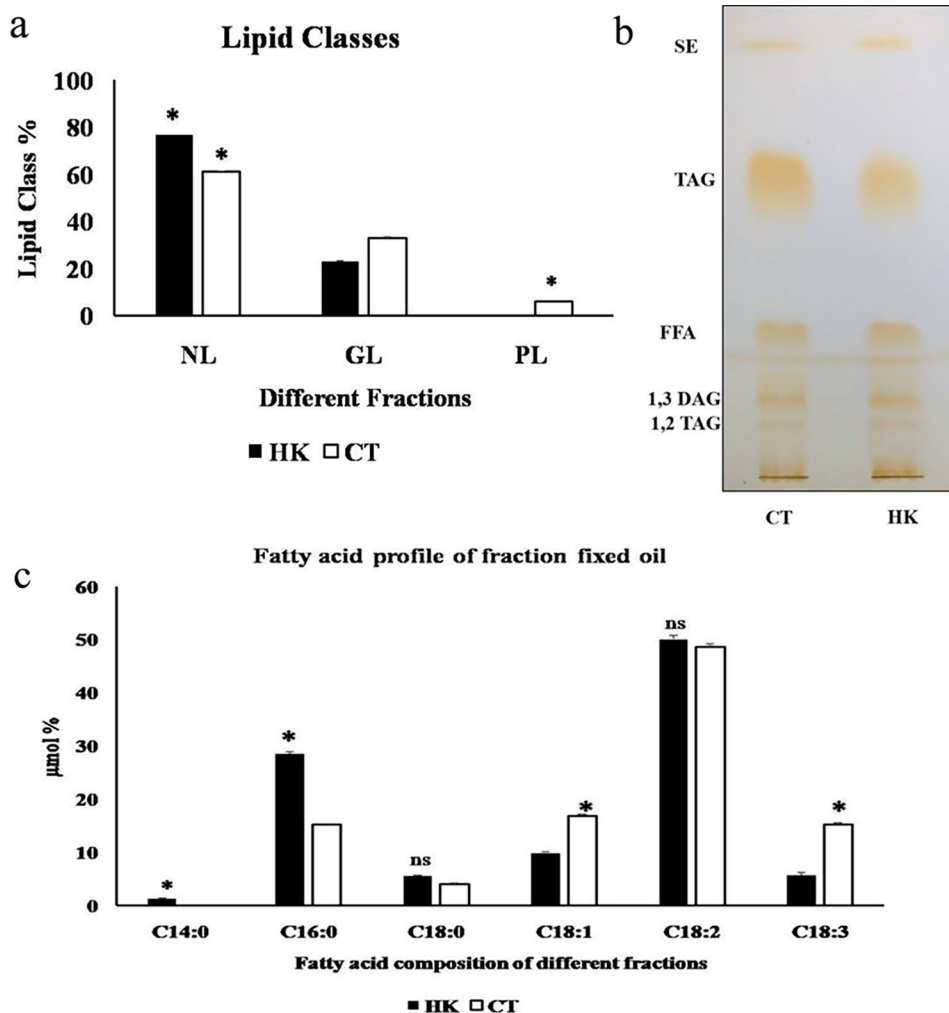 a
Lipid Classes
Lipid Class %
100
80
60
40
20
0
*
*
*
NL GL PL
Different Fractions
HK CT
b
SE
TAG
FFA
1,3 DAG
1,2 TAG
CT HK
c
Fatty acid profile of fraction fixed oil
µmol %
60
50
40
30
20
10
0
*
*
ns
*
ns
*
C14:0 C16:0 C18:0 C18:1 C18:2 C18:3
Fatty acid composition of different fractions
HK CT